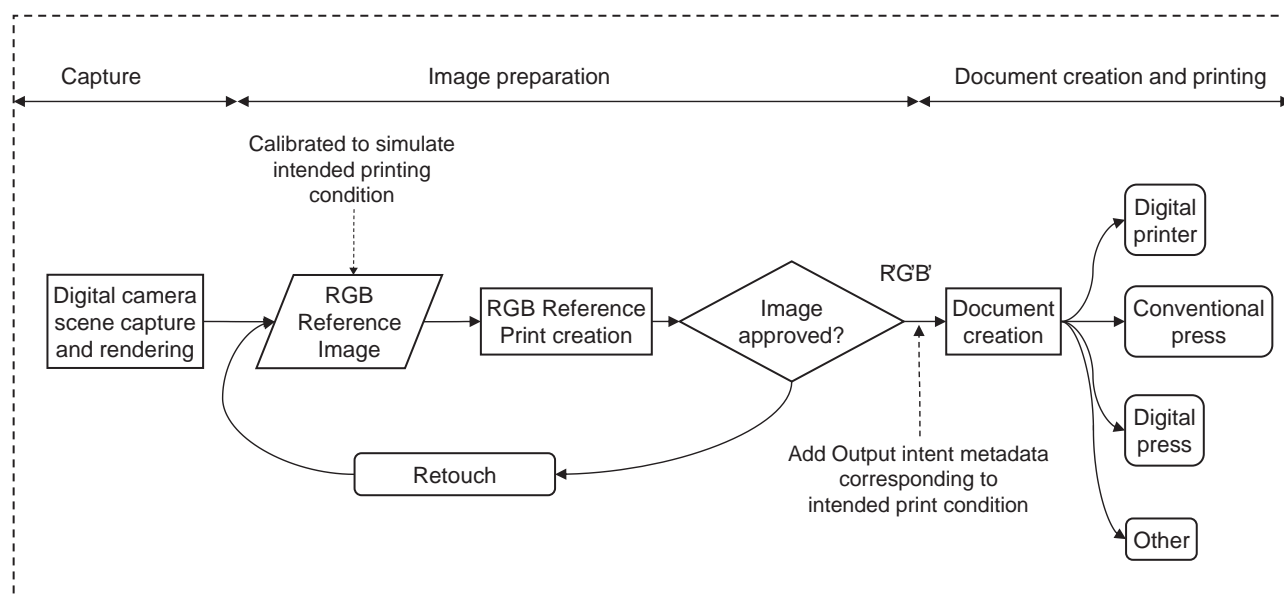 Capture
Image preparation
Document creation and printing
Calibrated to simulate
intended printing
condition
Digital camera
scene capture
and rendering
RGB
Reference
Image
RGB Reference
Print creation
Image
approved?
R'G'B'
Document
creation
Digital
printer
Conventional
press
Digital
press
Other
Retouch
Add Output intent metadata
corresponding to
intended print condition